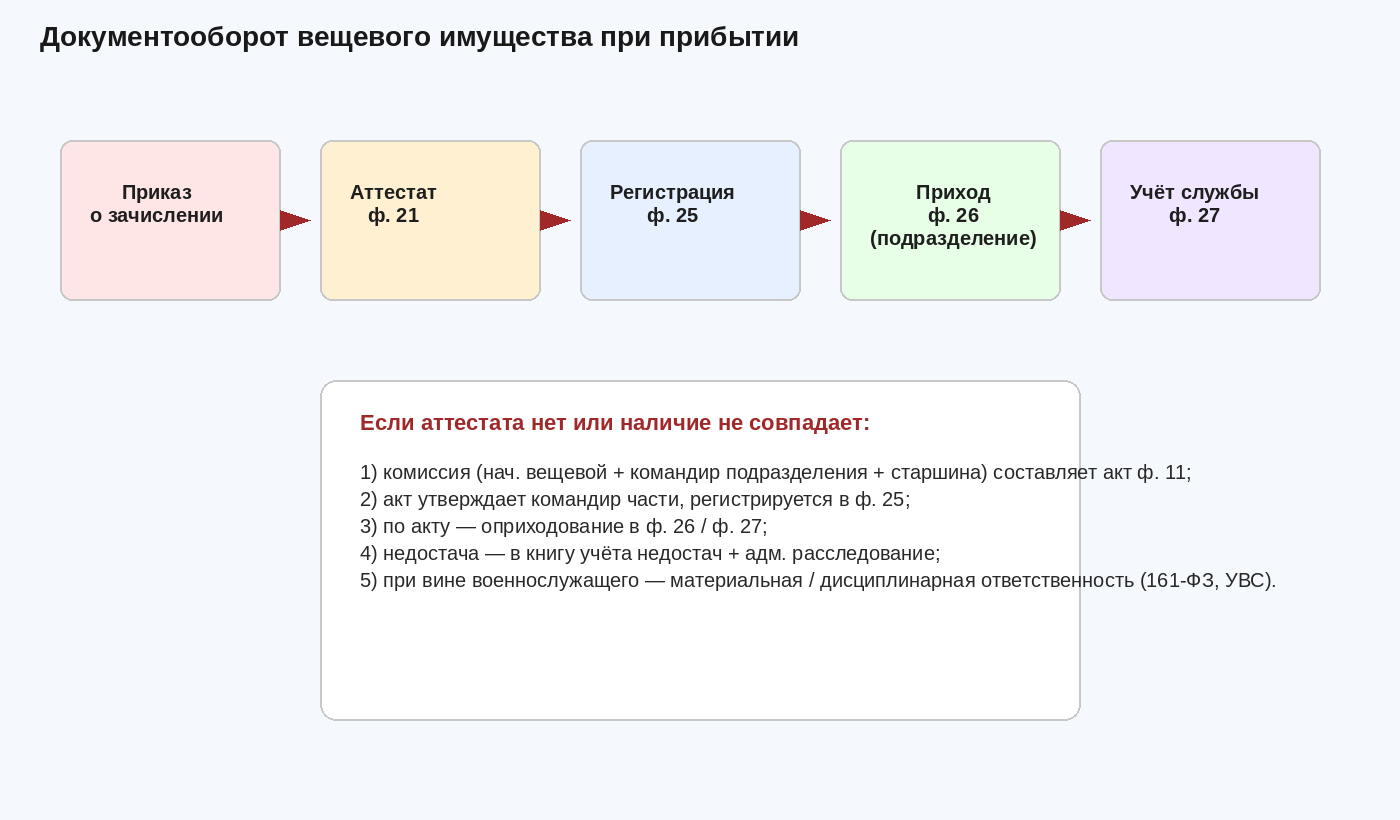 Документооборот вещевого имущества при прибытии
Приказ
о зачислении
Аттестат
ф. 21
Регистрация
ф. 25
Приход
ф. 26
(подразделение)
Учёт службы
ф. 27
Если аттестата нет или наличие не совпадает:
1) комиссия (нач. вещевой + командир подразделения + старшина) составляет акт ф. 11;
2) акт утверждает командир части, регистрируется в ф. 25;
3) по акту — оприходование в ф. 26 / ф. 27;
4) недостача — в книгу учёта недостач + адм. расследование;
5) при вине военнослужащего — материальная / дисциплинарная ответственность (161-ФЗ, УВС).